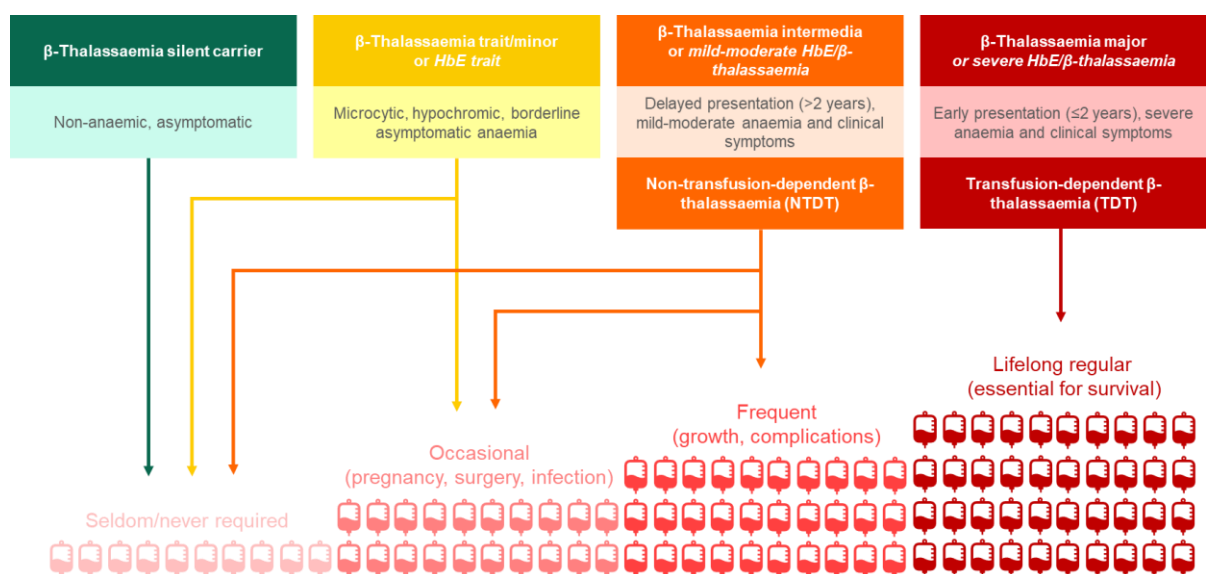 β-Thalassaemia silent carrier
Non-anaemic, asymptomatic
β-Thalassaemia trait/minor
or HbE trait
Microcytic, hypochromic, borderline
asymptomatic anaemia
β-Thalassaemia intermedia
or mild-moderate HbE/β-
thalassaemia
Delayed presentation (>2 years),
mild-moderate anaemia and clinical
symptoms
Non-transfusion-dependent β-
thalassaemia (NTDT)
β-Thalassaemia major
or severe HbE/β-thalassaemia
Early presentation (≤2 years), severe
anaemia and clinical symptoms
Transfusion-dependent β-
thalassaemia (TDT)
Seldom/never required
Occasional
(pregnancy, surgery, infection)
Frequent
(growth, complications)
Lifelong regular
(essential for survival)